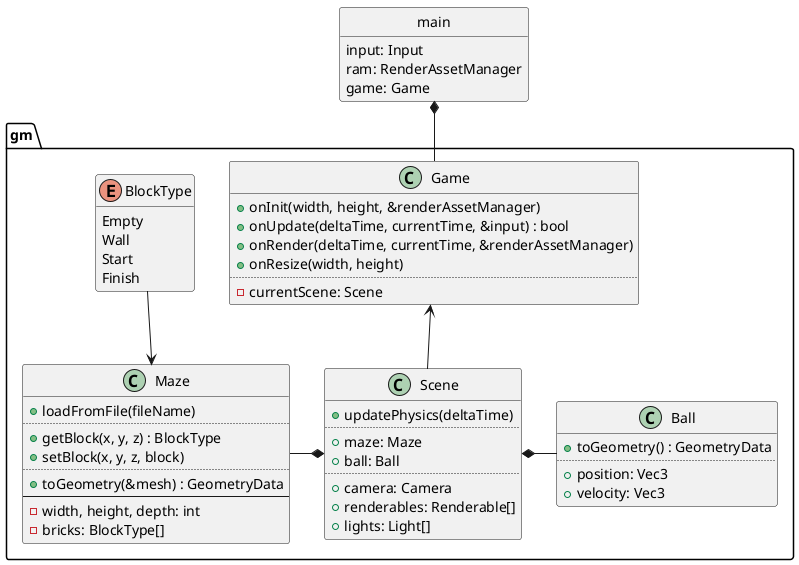 main
input: Input
ram: RenderAssetManager
game: Game
gm
E BlockType
Empty
Wall
Start
Finish
C Game
onInit(width, height, &renderAssetManager)
onUpdate(deltaTime, currentTime, &input) : bool
onRender(deltaTime, currentTime, &renderAssetManager)
onResize(width, height)
currentScene: Scene
C Maze
loadFromFile(fileName)
getBlock(x, y, z) : BlockType
setBlock(x, y, z, block)
toGeometry(&mesh) : GeometryData
width, height, depth: int
bricks: BlockType[]
C Scene
updatePhysics(deltaTime)
maze: Maze
ball: Ball
camera: Camera
renderables: Renderable[]
lights: Light[]
C Ball
toGeometry() : GeometryData
position: Vec3
velocity: Vec3